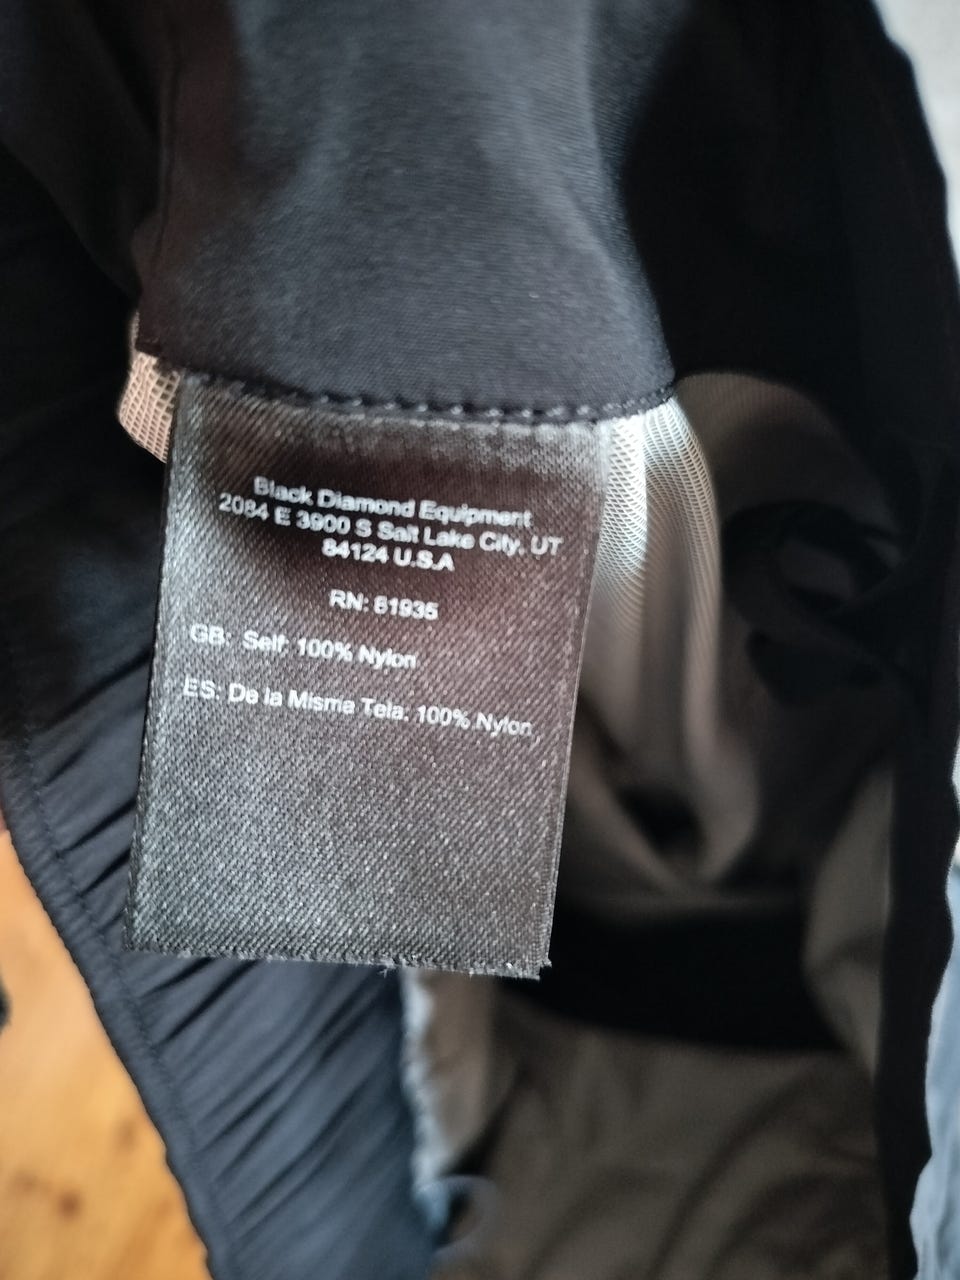 Black Diamond Equipment
2084 E 3900 S Salt Lake City, UT
84124 U.S.A
RN: 81935
GB: Self: 100% Nylon
ES: De la Misma Tela: 100% Nylon